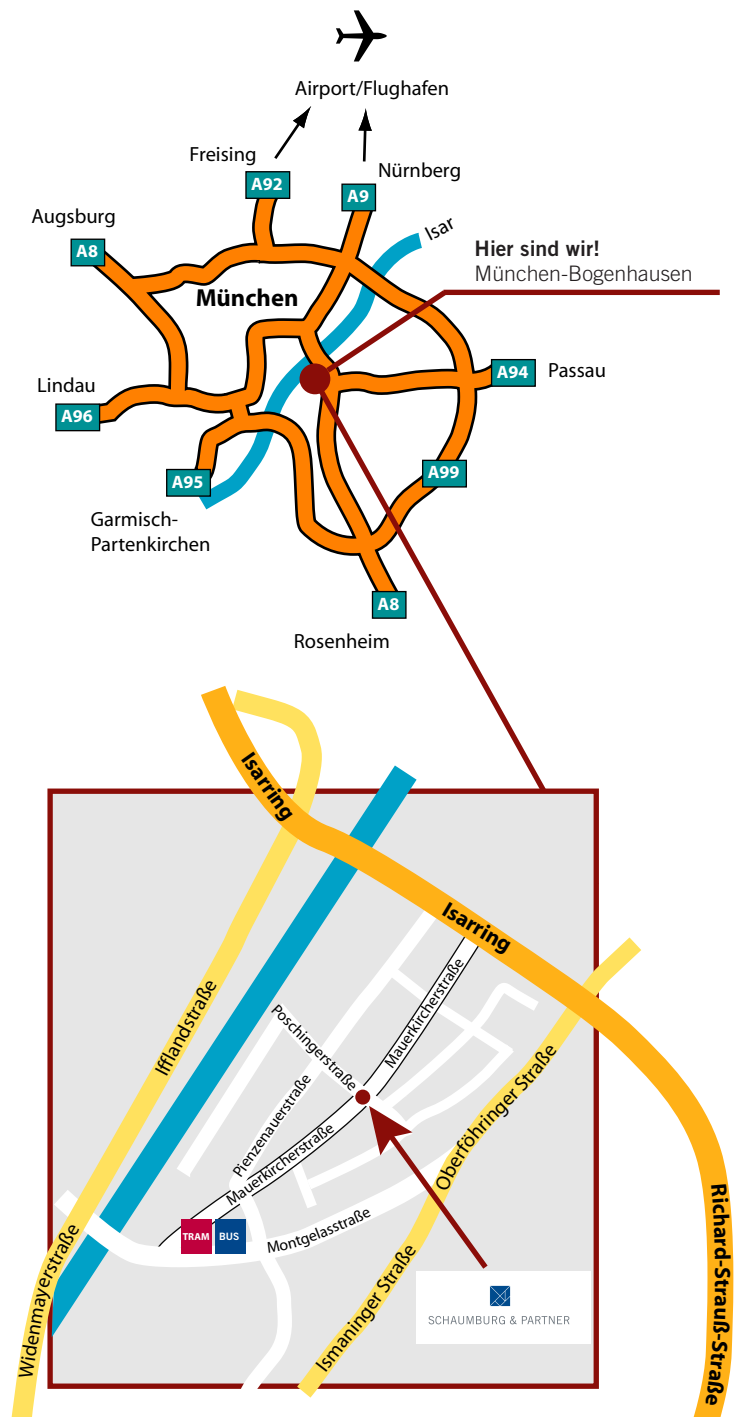 Airport/Flughafen
Freising
A92
Nürnberg
A9
Augsburg
A8
Isar
Hier sind wir!
München-Bogenhausen
München
Lindau
A96
A94
Passau
A95
A99
Garmisch-
Partenkirchen
A8
Rosenheim
Isarring
Isarring
Ifflandstraße
Mauerkircherstraße
Poschingerstraße
Pienzenauerstraße
Mauerkircherstraße
Oberföhringer Straße
TRAM
BUS
Montgelasstraße
Widenmayerstraße
Ismaninger Straße
Richard-Strauß-Straße
SCHAUMBURG & PARTNER